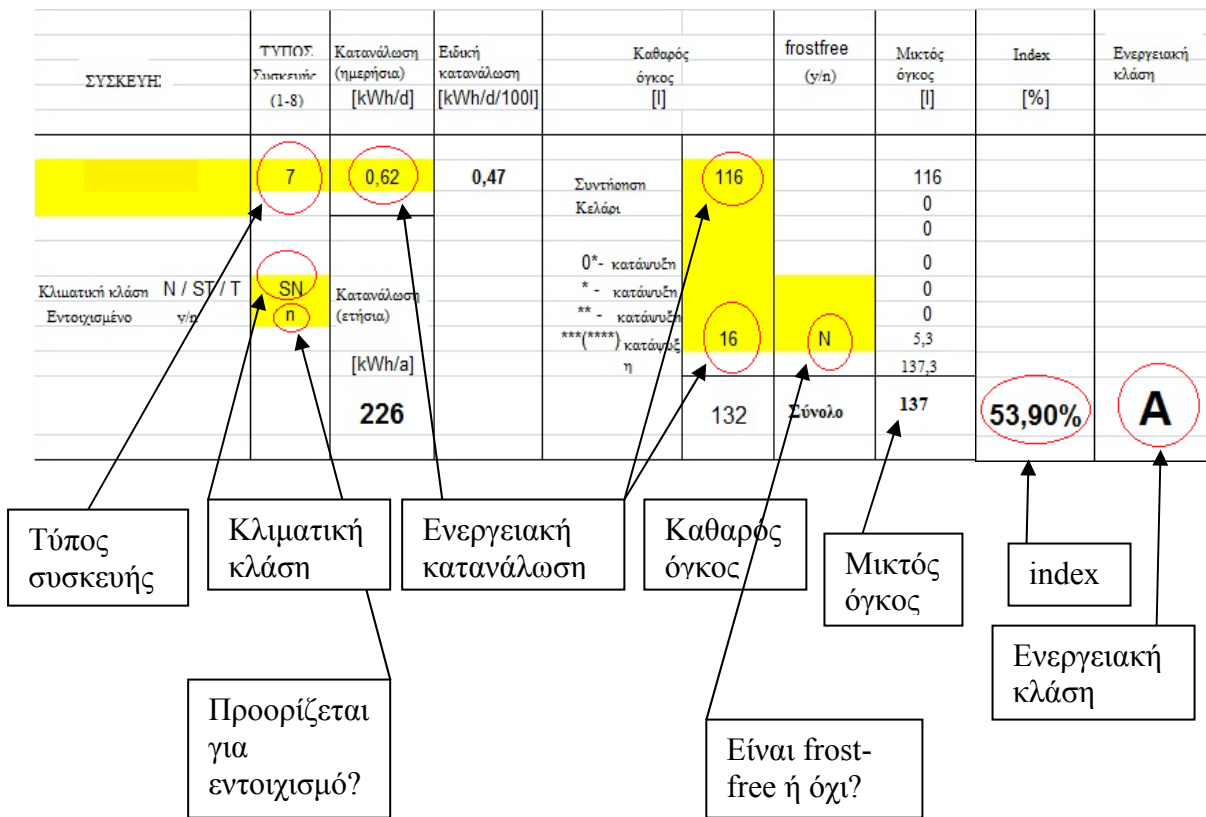 ΣΥΣΚΕΥΗΣ
ΤΥΠΟΣ
Συσκευής
(1-8)
Κατανάλωση
(ημερήσια)
[kWh/d]
Ειδική
κατανάλωση
[kWh/d/100l]
Καθαρός
όγκος
[l]
frostfree
(y/n)
Μικτός
όγκος
[l]
Index
[%]
Ενεργειακή
κλάση
7 0,62 0,47 Συντήρηση 116 116
Κελάρι 0
0
0*- κατάψυξη 0
Κλιματική κλάση N / ST / T SN Κατανάλωση * - κατάψυξη 0
Εντοιχισμένο y/n n (ετήσια) ** - κατάψυξη 0
***(****) κατάψυξ 16 N 5,3
[kWh/a] η 137,3
226 132 Σύνολο 137 53,90% A
Τύπος
συσκευής
Κλιματική
κλάση
Ενεργειακή
κατανάλωση
Καθαρός
όγκος
Μικτός
όγκος
index
Ενεργειακή
κλάση
Προορίζεται
για
εντοιχισμό?
Είναι frost-
free ή όχι?